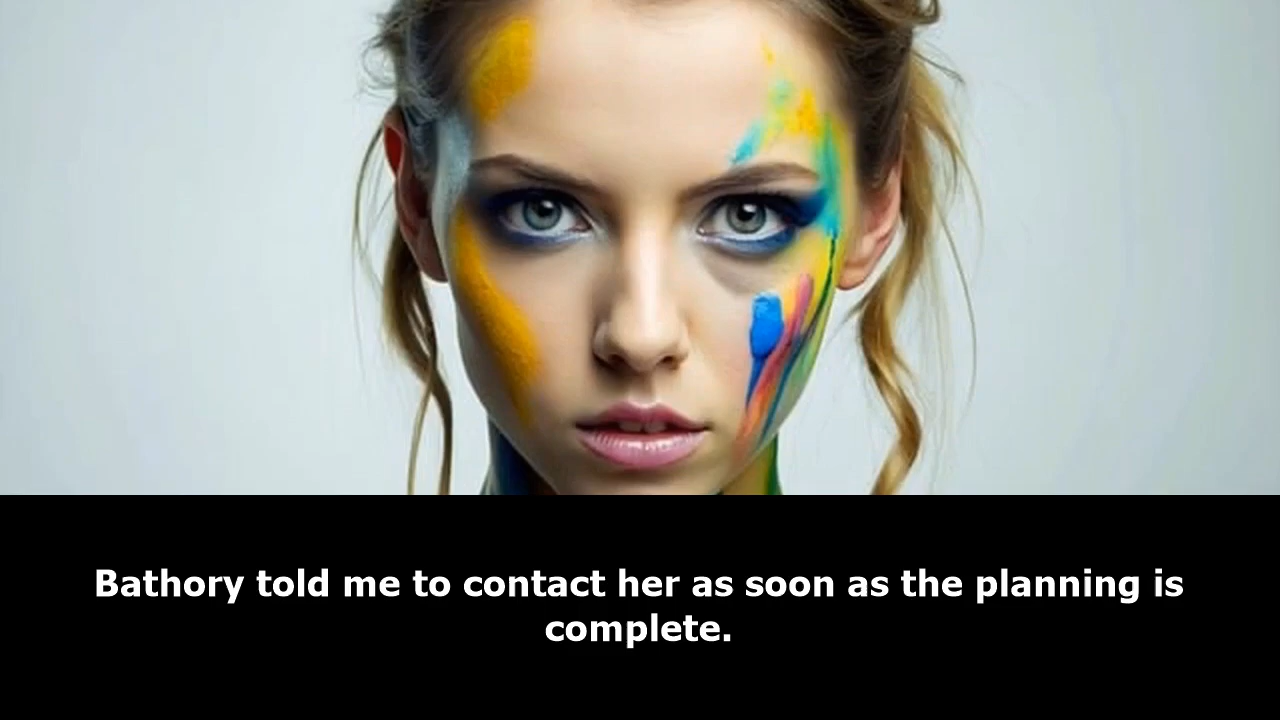 Bathory told me to contact her as soon as the planning is
complete.